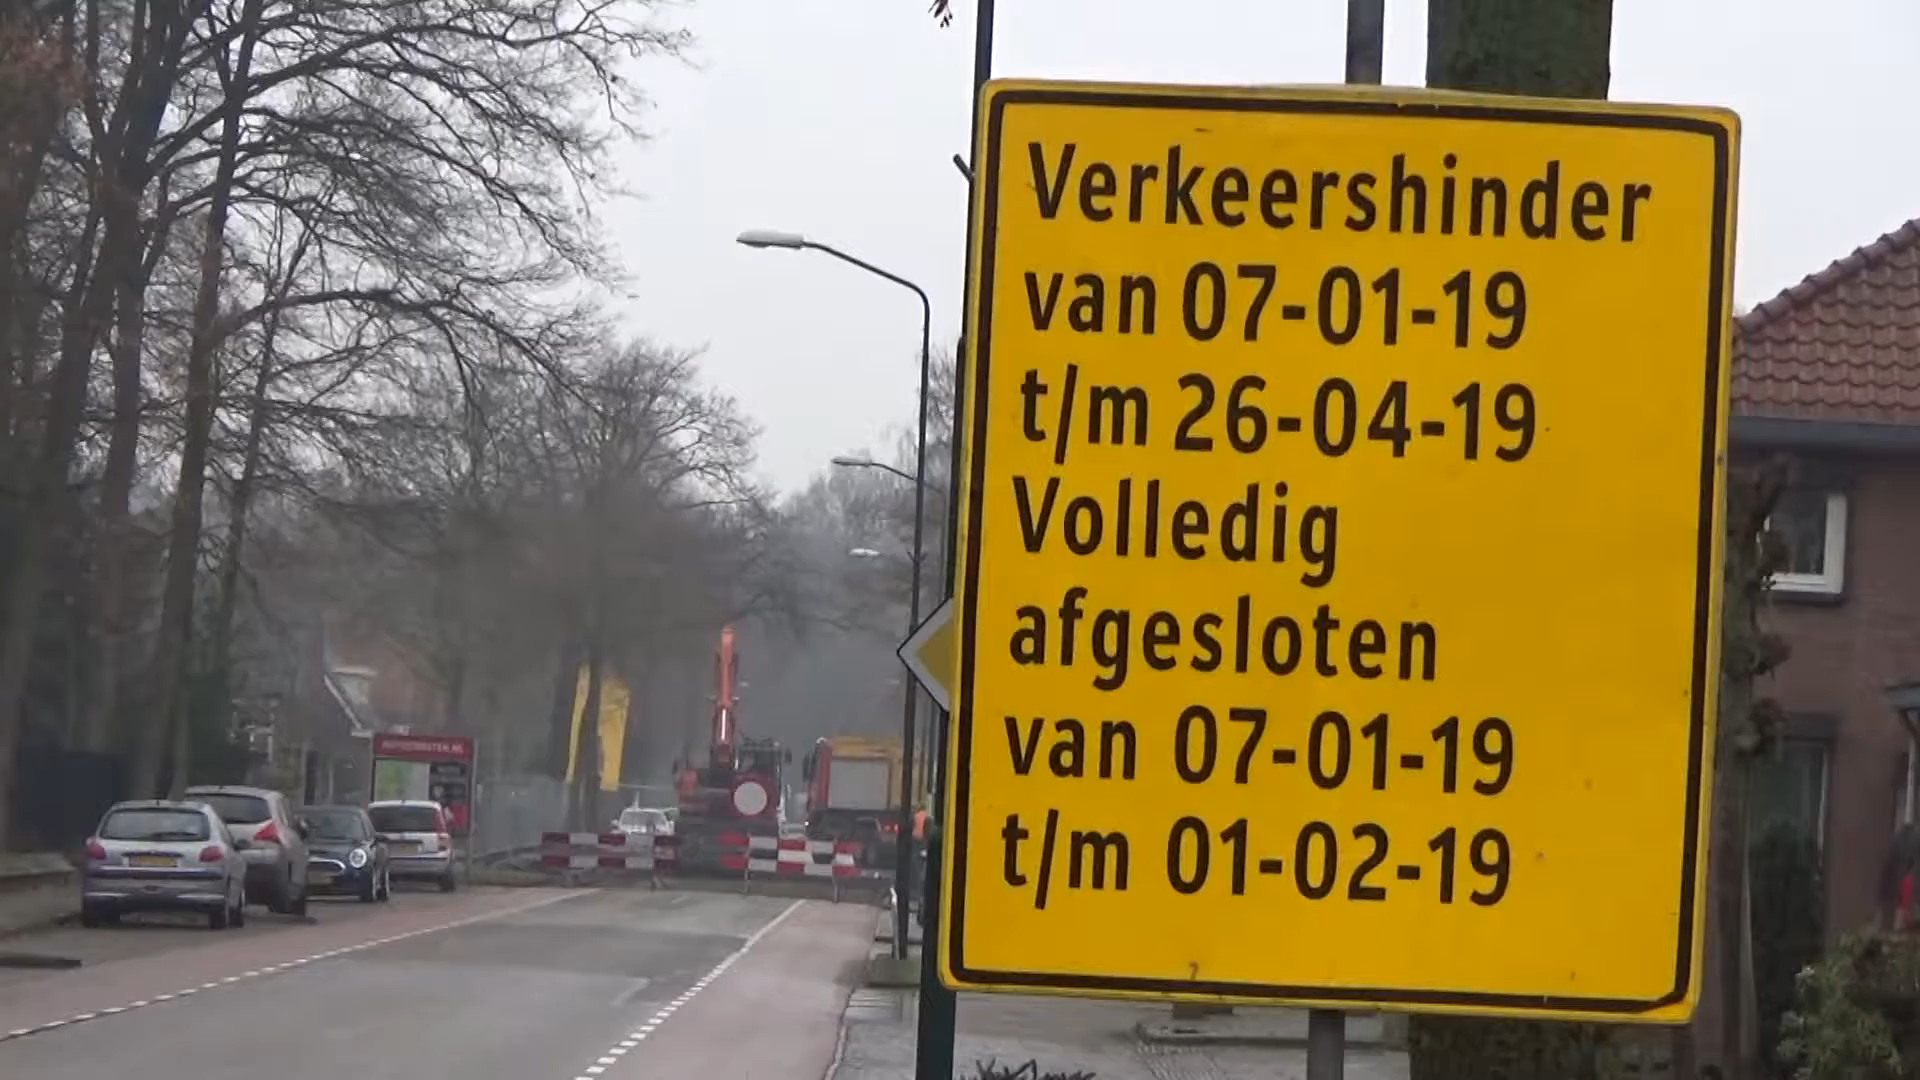 Verkeershinder
van 07-01-19
t/m 26-04-19
Volledig
afgesloten
van 07-01-19
t/m 01-02-19